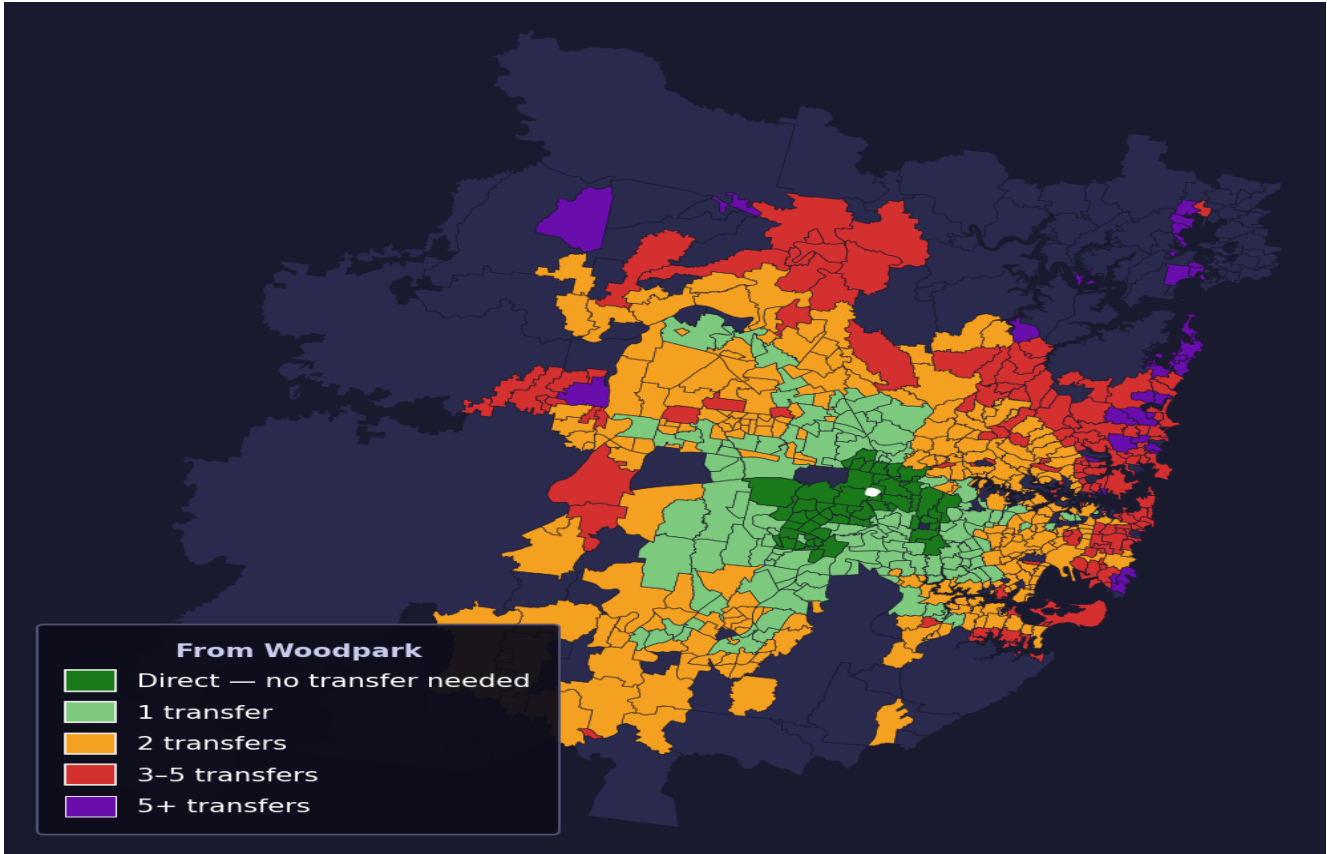 From Woodpark
Direct — no transfer needed
1 transfer
2 transfers
3–5 transfers
5+ transfers